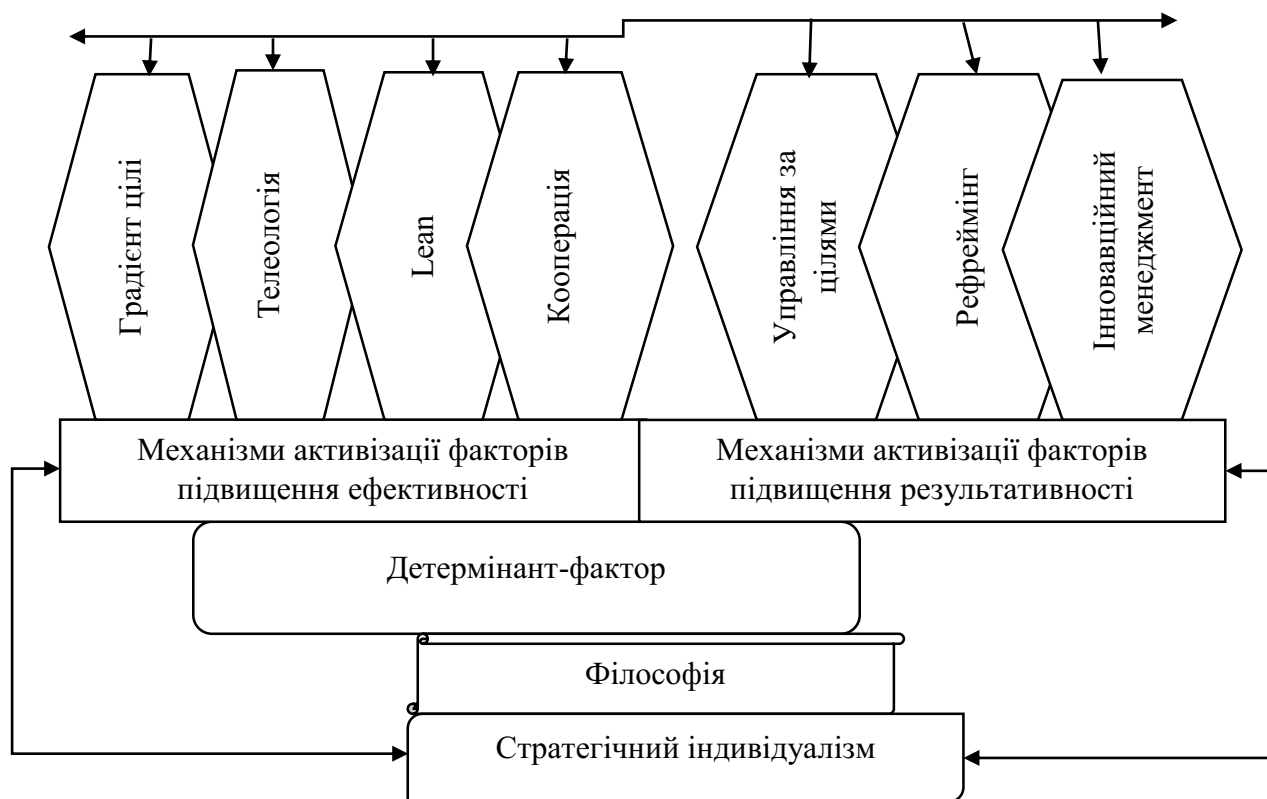 Градієнт цілі
Телеологія
Lean
Кооперація
Управління за
цілями
Рефреймінг
Інновавційний
менеджмент
Механізми активізації факторів
підвищення ефективності
Механізми активізації факторів
підвищення результативності
Детермінант-фактор
Філософія
Стратегічний індивідуалізм